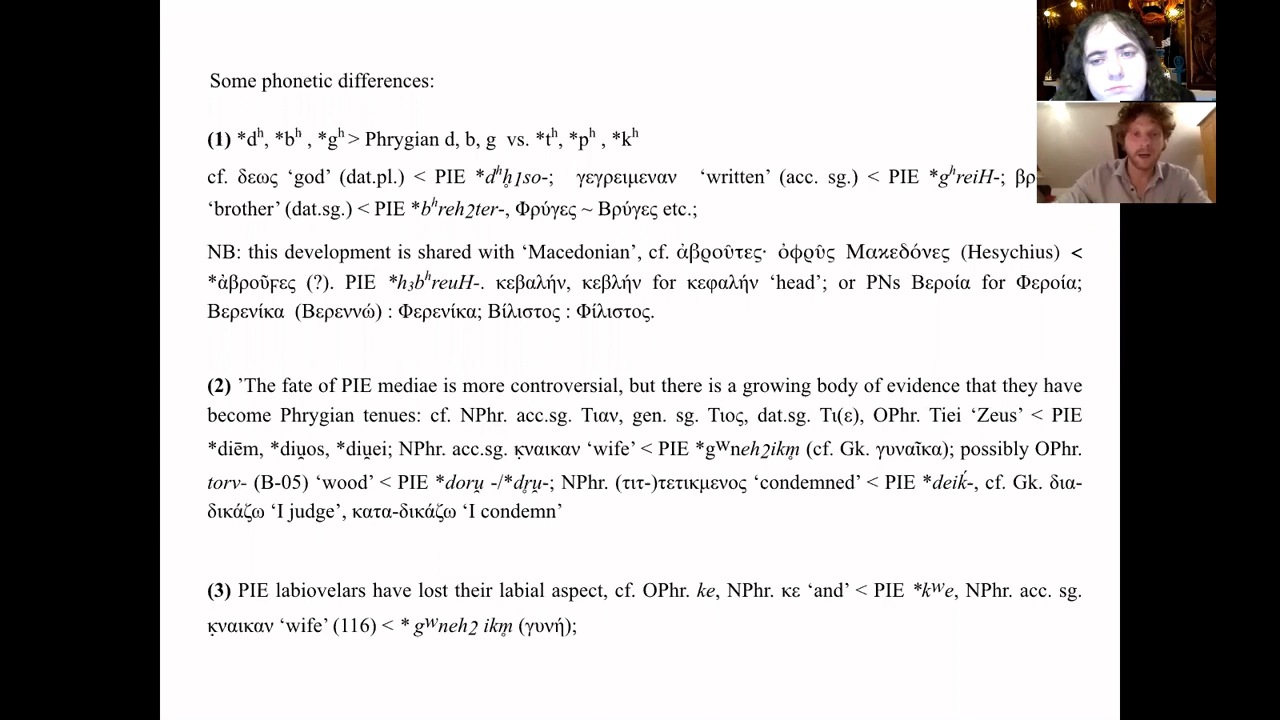 Some phonetic differences:
(1) *dʰ, *bʰ , *gʰ > Phrygian d, b, g vs. *tʰ, *pʰ , *kʰ
cf. δεως ‘god’ (dat.pl.) < PIE *dʰh̥1so-; γεγρειμεναν ‘written’ (acc. sg.) < PIE *gʰreiH-; βρ
‘brother’ (dat.sg.) < PIE *bʰreh2ter-, Φρύγες ~ Βρύγες etc.;
NB: this development is shared with ‘Macedonian’, cf. ἀβροῦτες· ὀφρῦς Μακεδόνες (Hesychius) <
*ἀβροῦϝες (?). PIE *h₃bʰreuH-. κεβαλήν, κεβλήν for κεφαλήν ‘head’; or PNs Βεροία for Φεροία;
Βερενίκα (Βερεννώ) : Φερενίκα; Βίλιστος : Φίλιστος.
(2) ’The fate of PIE mediae is more controversial, but there is a growing body of evidence that they have
become Phrygian tenues: cf. NPhr. acc.sg. Τιαν, gen. sg. Τιος, dat.sg. Τι(ε), OPhr. Tiei ‘Zeus’ < PIE
*diēm, *diu̯os, *diu̯ei; NPhr. acc.sg. κ̣ναικαν ‘wife’ < PIE *gʷneh2ikm̥ (cf. Gk. γυναῖκα); possibly OPhr.
torv- (B-05) ‘wood’ < PIE *doru̯ -/*dr̥u̯-; NPhr. (τιτ-)τετικμενος ‘condemned’ < PIE *deiḱ-, cf. Gk. δια-
δικάζω ‘I judge’, κατα-δικάζω ‘I condemn’
(3) PIE labiovelars have lost their labial aspect, cf. OPhr. ke, NPhr. κε ‘and’ < PIE *kʷe, NPhr. acc. sg.
κ̣ναικαν ‘wife’ (116) < * gʷneh2 ikm̥ (γυνή);